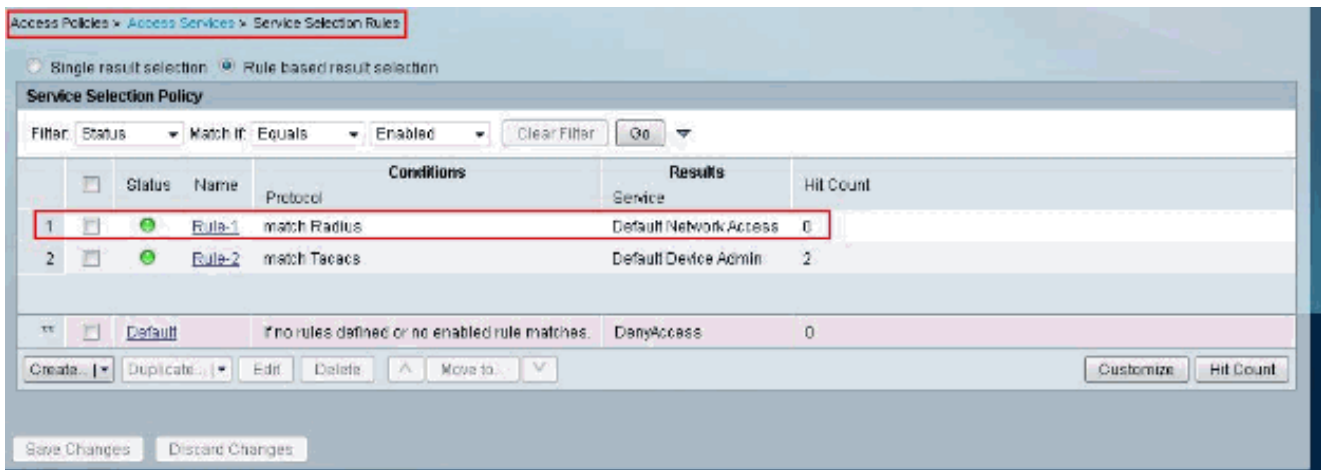 Access Policies > Access Services > Service Selection Rules
Single result selection Rule based result selection
Service Selection Policy
Filter: Status Match if: Equals Enabled Clear Filter Go
Conditions Results
Status Name Protocol Service Hit Count
1 Rule-1 match Radius Default Network Access 0
2 Rule-2 match Tacacs Default Device Admin 2
** Default If no rules defined or no enabled rule matches. DenyAccess 0
Create... Duplicate... Edit Delete Move to... Customize Hit Count
Save Changes Discard Changes